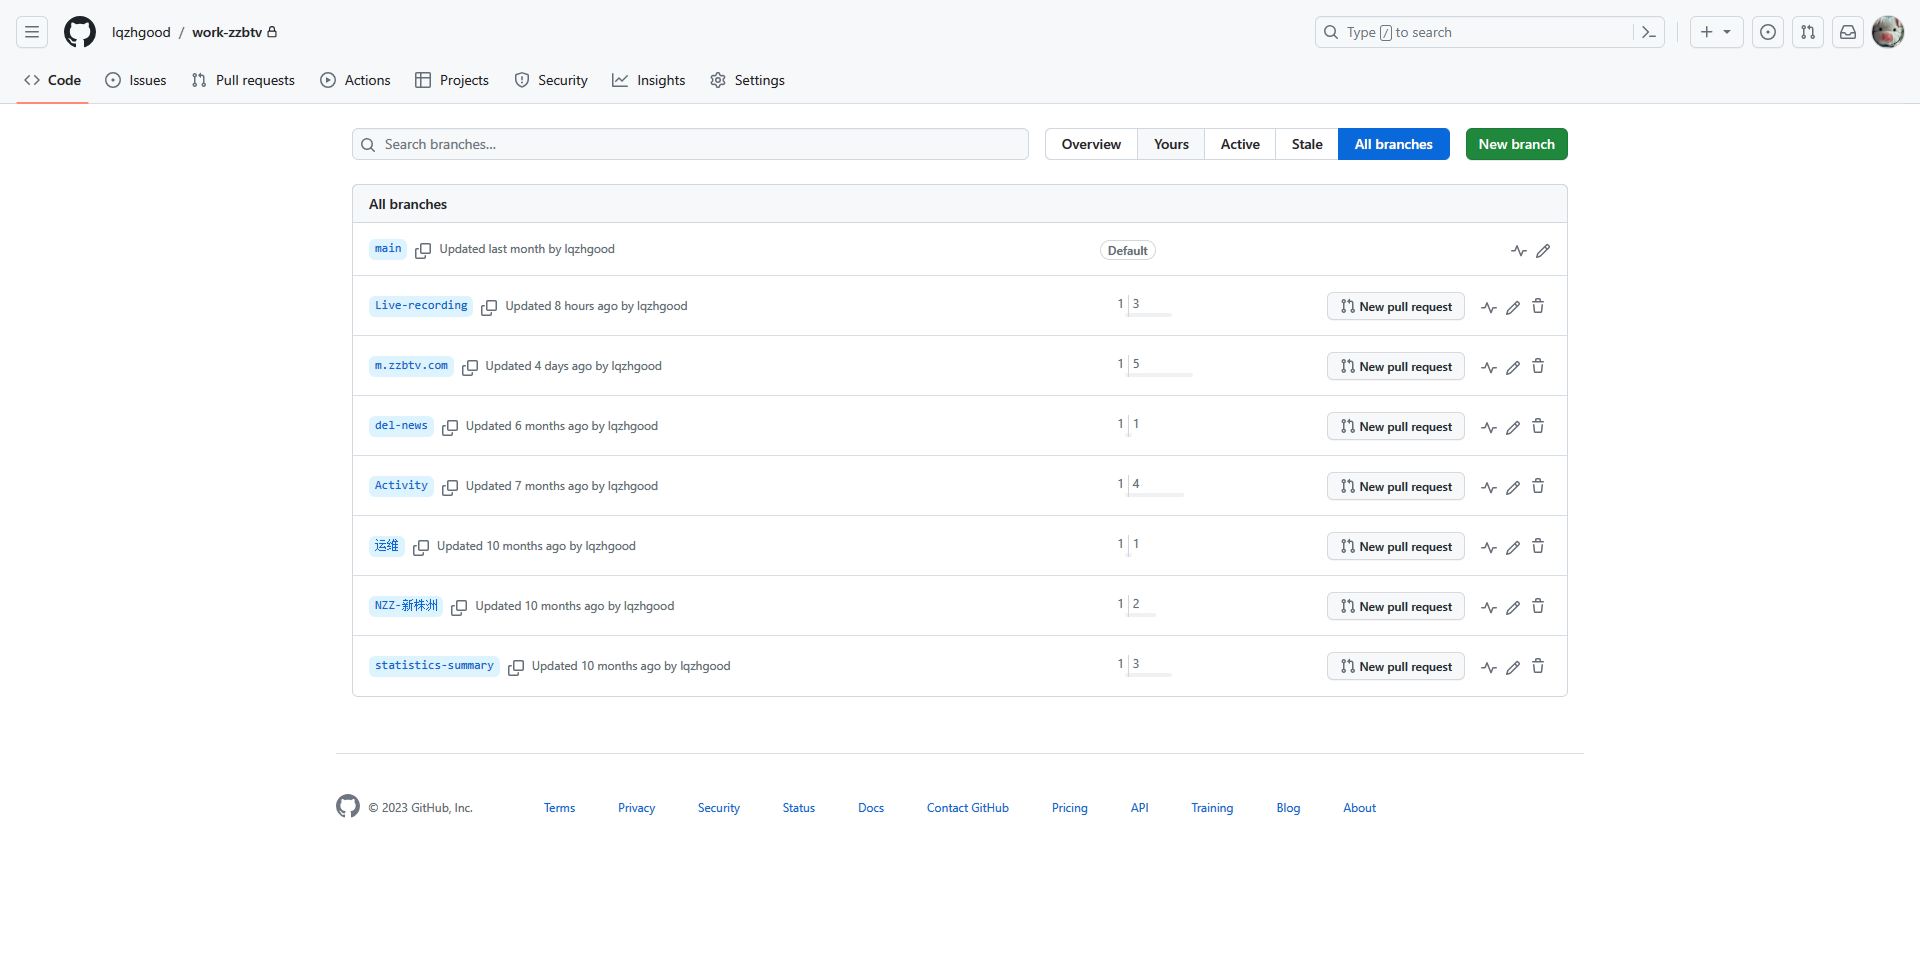 lqzhgood / work-zzbtv
Type / to search
Code Issues Pull requests Actions Projects Security Insights Settings
Search branches...
Overview Yours Active Stale All branches New branch
All branches
main Updated last month by lqzhgood Default
Live-recording Updated 8 hours ago by lqzhgood 1 3 New pull request
m.zzbtv.com Updated 4 days ago by lqzhgood 1 5 New pull request
del-news Updated 6 months ago by lqzhgood 1 1 New pull request
Activity Updated 7 months ago by lqzhgood 1 4 New pull request
运维 Updated 10 months ago by lqzhgood 1 1 New pull request
NZZ-新株洲 Updated 10 months ago by lqzhgood 1 2 New pull request
statistics-summary Updated 10 months ago by lqzhgood 1 3 New pull request
© 2023 GitHub, Inc. Terms Privacy Security Status Docs Contact GitHub Pricing API Training Blog About